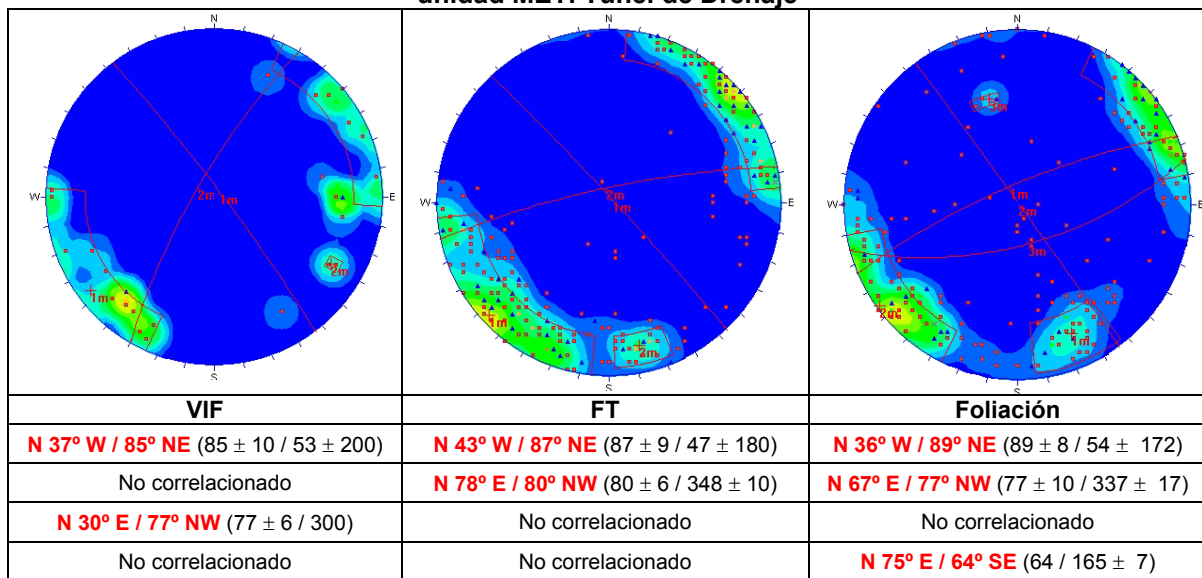 unidad MZ1. Túnel de Drenaje
N
W
E
S
2m
1m
1m
2m
N
W
E
S
2m
1m
1m
2m
N
W
E
S
3m
1m
2m
3m
2m
1m
VIF
FT
Foliación
N 37º W / 85º NE (85 ± 10 / 53 ± 200)
N 43º W / 87º NE (87 ± 9 / 47 ± 180)
N 36º W / 89º NE (89 ± 8 / 54 ± 172)
No correlacionado
N 78º E / 80º NW (80 ± 6 / 348 ± 10)
N 67º E / 77º NW (77 ± 10 / 337 ± 17)
N 30º E / 77º NW (77 ± 6 / 300)
No correlacionado
No correlacionado
No correlacionado
No correlacionado
N 75º E / 64º SE (64 / 165 ± 7)